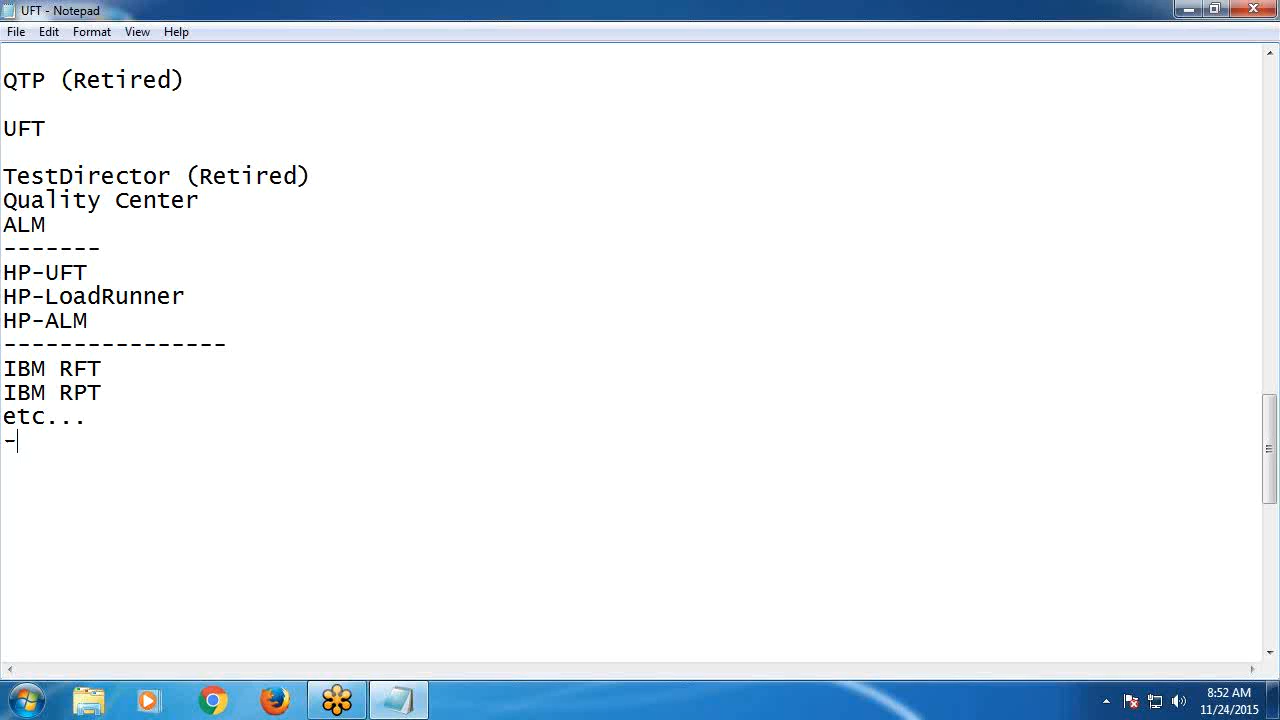 UFT - Notepad
File Edit Format View Help
QTP (Retired)
UFT
TestDirector (Retired)
Quality Center
ALM
-------
HP-UFT
HP-LoadRunner
HP-ALM
----------------
IBM RFT
IBM RPT
etc...
-
8:52 AM
11/24/2015